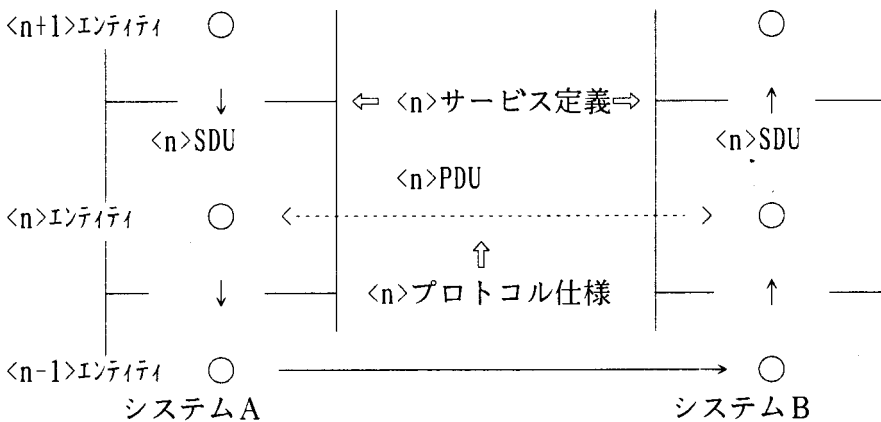 <n+1>エンティティ
⇦ <n>サービス定義⇨
<n>SDU <n>SDU
<n>PDU
<n>エンティティ
<n>プロトコル仕様
<n-1>エンティティ
システムA システムB